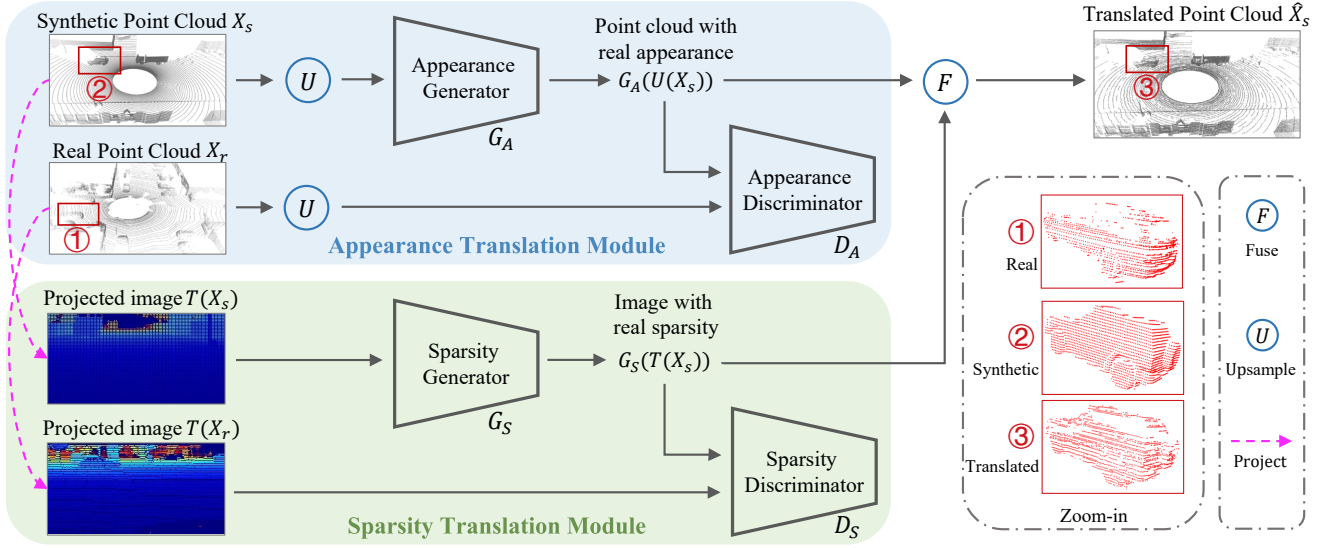 Synthetic Point Cloud X_s
②
U
Appearance
Generator
G_A
Point cloud with
real appearance
G_A(U(X_s))
F
Translated Point Cloud X̂_s
③
Real Point Cloud X_r
①
U
Appearance
Discriminator
D_A
Appearance Translation Module
Projected image T(X_s)
Sparsity
Generator
G_S
Image with
real sparsity
G_S(T(X_s))
Projected image T(X_r)
Sparsity
Discriminator
D_S
Sparsity Translation Module
①
Real
②
Synthetic
③
Translated
Zoom-in
F
Fuse
U
Upsample
Project